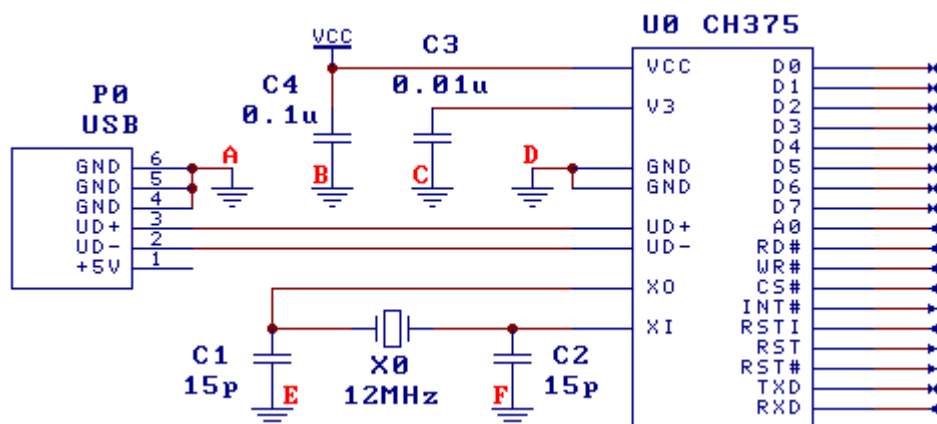 U0 CH375
VCC
C3
VCC
D0
C4
0.01u
D1
P0
0.1u
V3
D2
USB
D3
D4
GND 6
A
B
C
D
GND
D5
GND 5
GND
D6
GND 4
D7
UD+ 3
UD+
A0
UD- 2
UD-
RD#
+5V 1
WR#
XO
CS#
INT#
XI
RSTI
C1
X0
C2
RST
15p
12MHz
15p
RST#
E
F
TXD
RXD